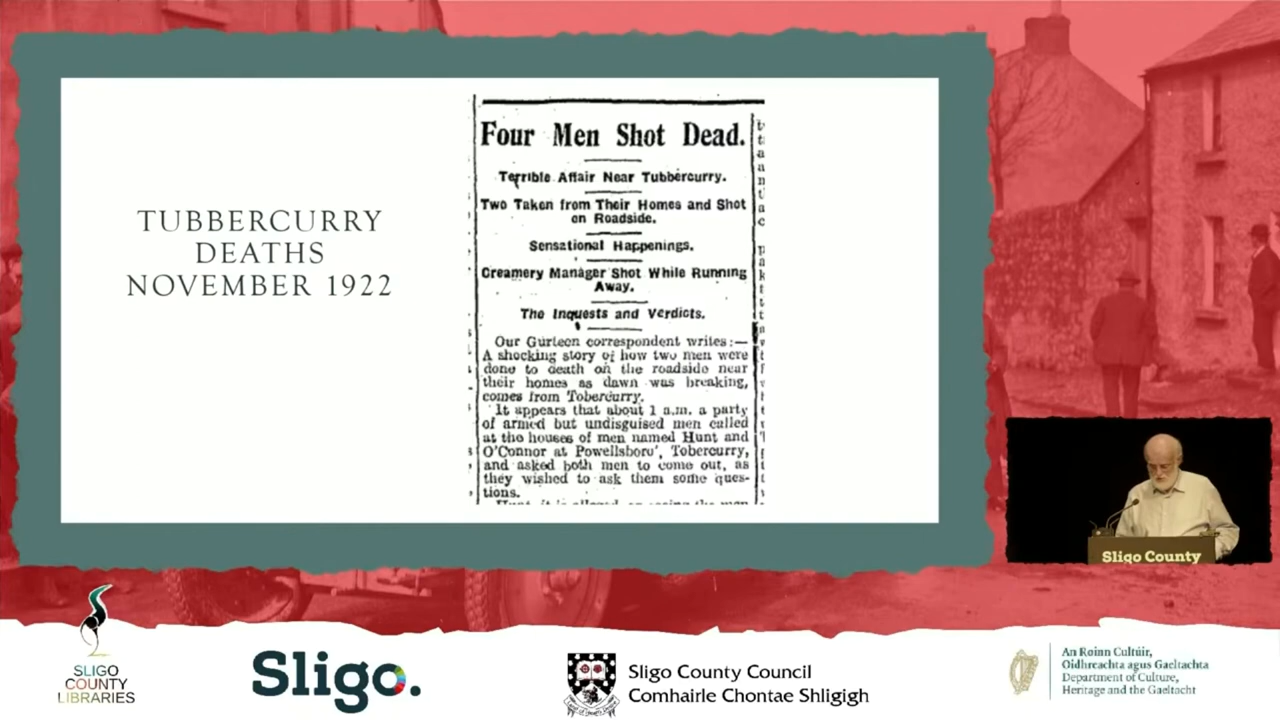 TUBBERCURRY
DEATHS
NOVEMBER 1922
Four Men Shot Dead.
Terrible Affair Near Tubbercurry.
Two Taken from Their Homes and Shot
on Roadside.
Sensational Happenings.
Creamery Manager Shot While Running
Away.
The Inquests and Verdicts.
Our Gurteen correspondent writes:—
A shocking story of how two men were
done to death on the roadside near
their homes as dawn was breaking,
comes from Tobercurry.
It appears that about 1 a.m. a party
of armed but undisguised men called
at the houses of men named Hunt and
O'Connor at Powellsboro', Tobercurry,
and asked both men to come out, as
they wished to ask them some ques-
tions.
Sligo County
SLIGO
COUNTY
LIBRARIES
Sligo.
Sligo County Council
Comhairle Chontae Shligigh
An Roinn Cultúir,
Oidhreachta agus Gaeltachta
Department of Culture,
Heritage and the Gaeltacht